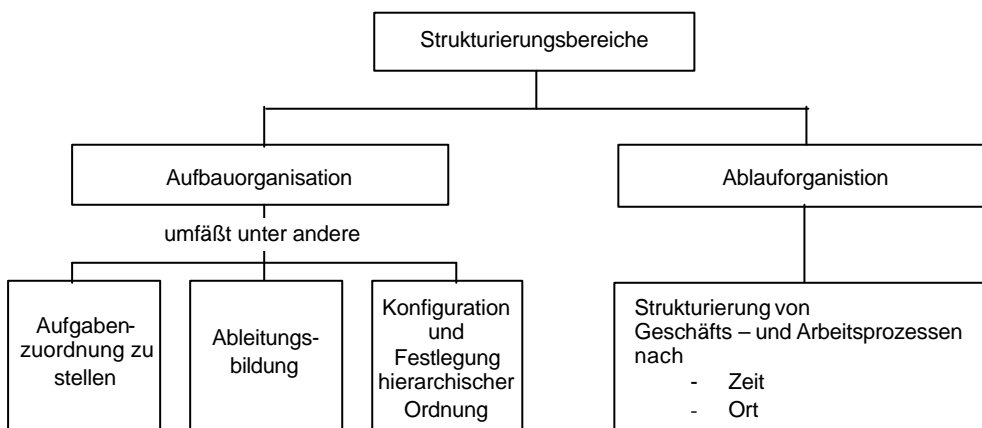 Strukturierungsbereiche
Aufbauorganisation
Ablauforganistion
umfäßt unter andere
Aufgaben-
zuordnung zu
stellen
Ableitungs-
bildung
Konfiguration
und
Festlegung
hierarchischer
Ordnung
Strukturierung von
Geschäfts – und Arbeitsprozessen
nach
- Zeit
- Ort